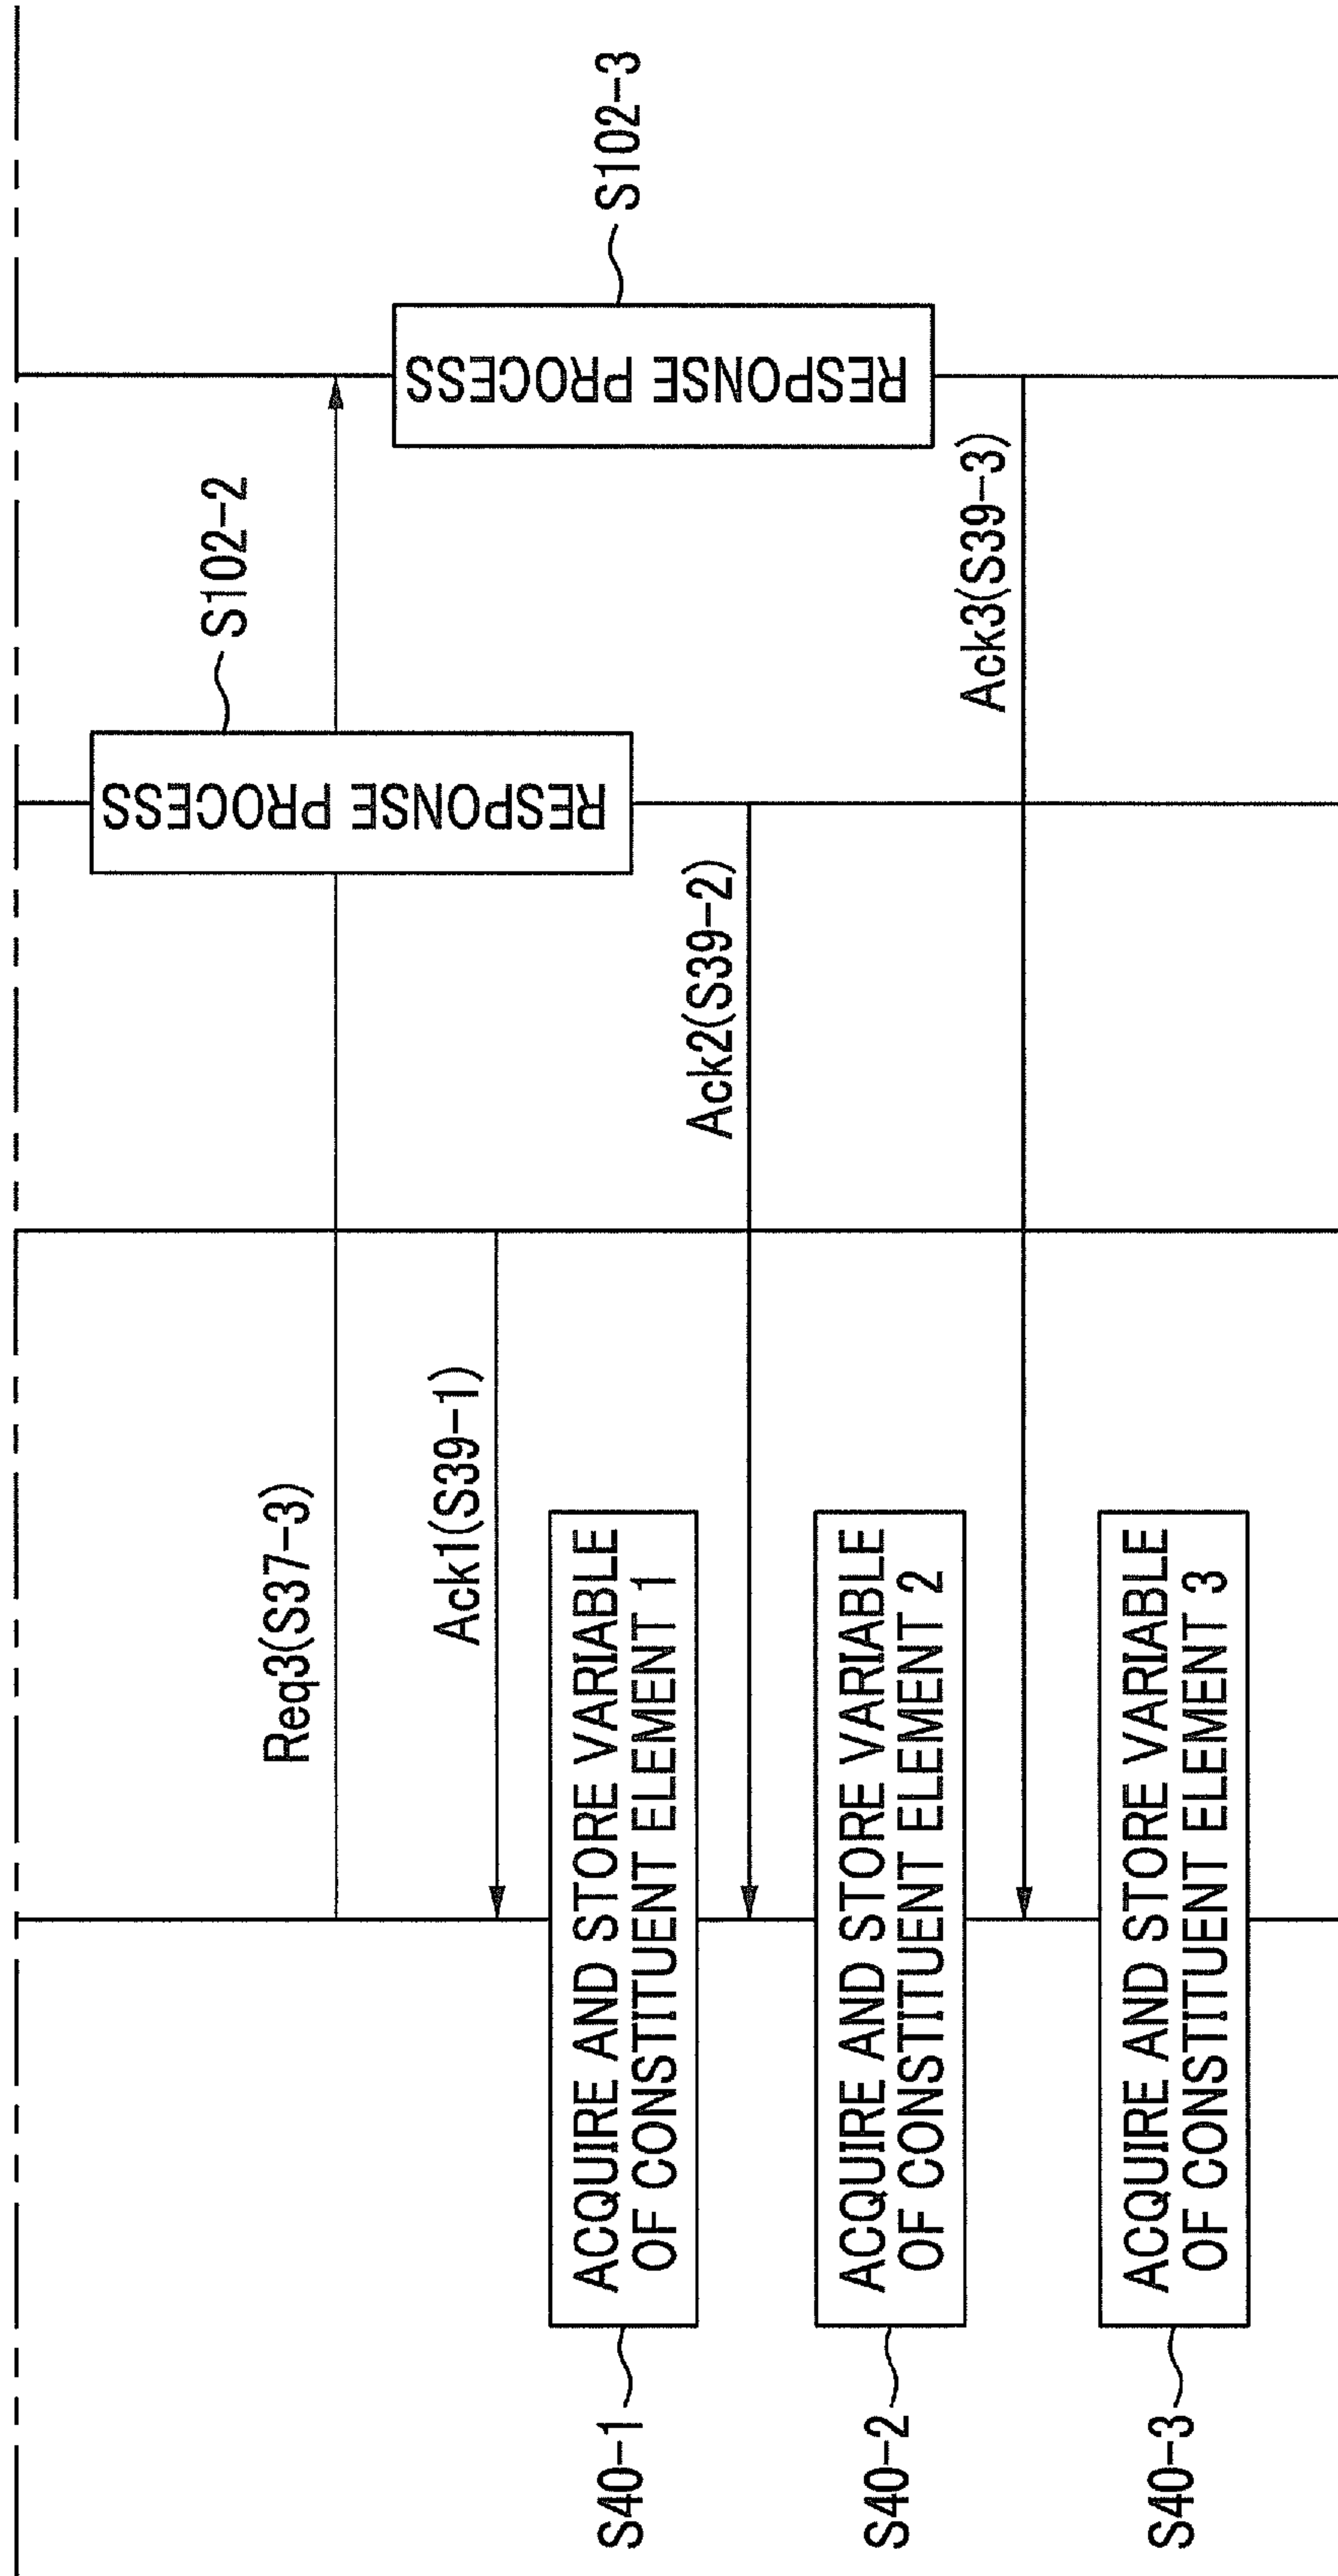 S102-2
RESPONSE PROCESS
Req3(S37-3)
Ack1(S39-1)
S102-3
RESPONSE PROCESS
S40-1
ACQUIRE AND STORE VARIABLE
OF CONSTITUENT ELEMENT 1
Ack2(S39-2)
S40-2
ACQUIRE AND STORE VARIABLE
OF CONSTITUENT ELEMENT 2
Ack3(S39-3)
S40-3
ACQUIRE AND STORE VARIABLE
OF CONSTITUENT ELEMENT 3